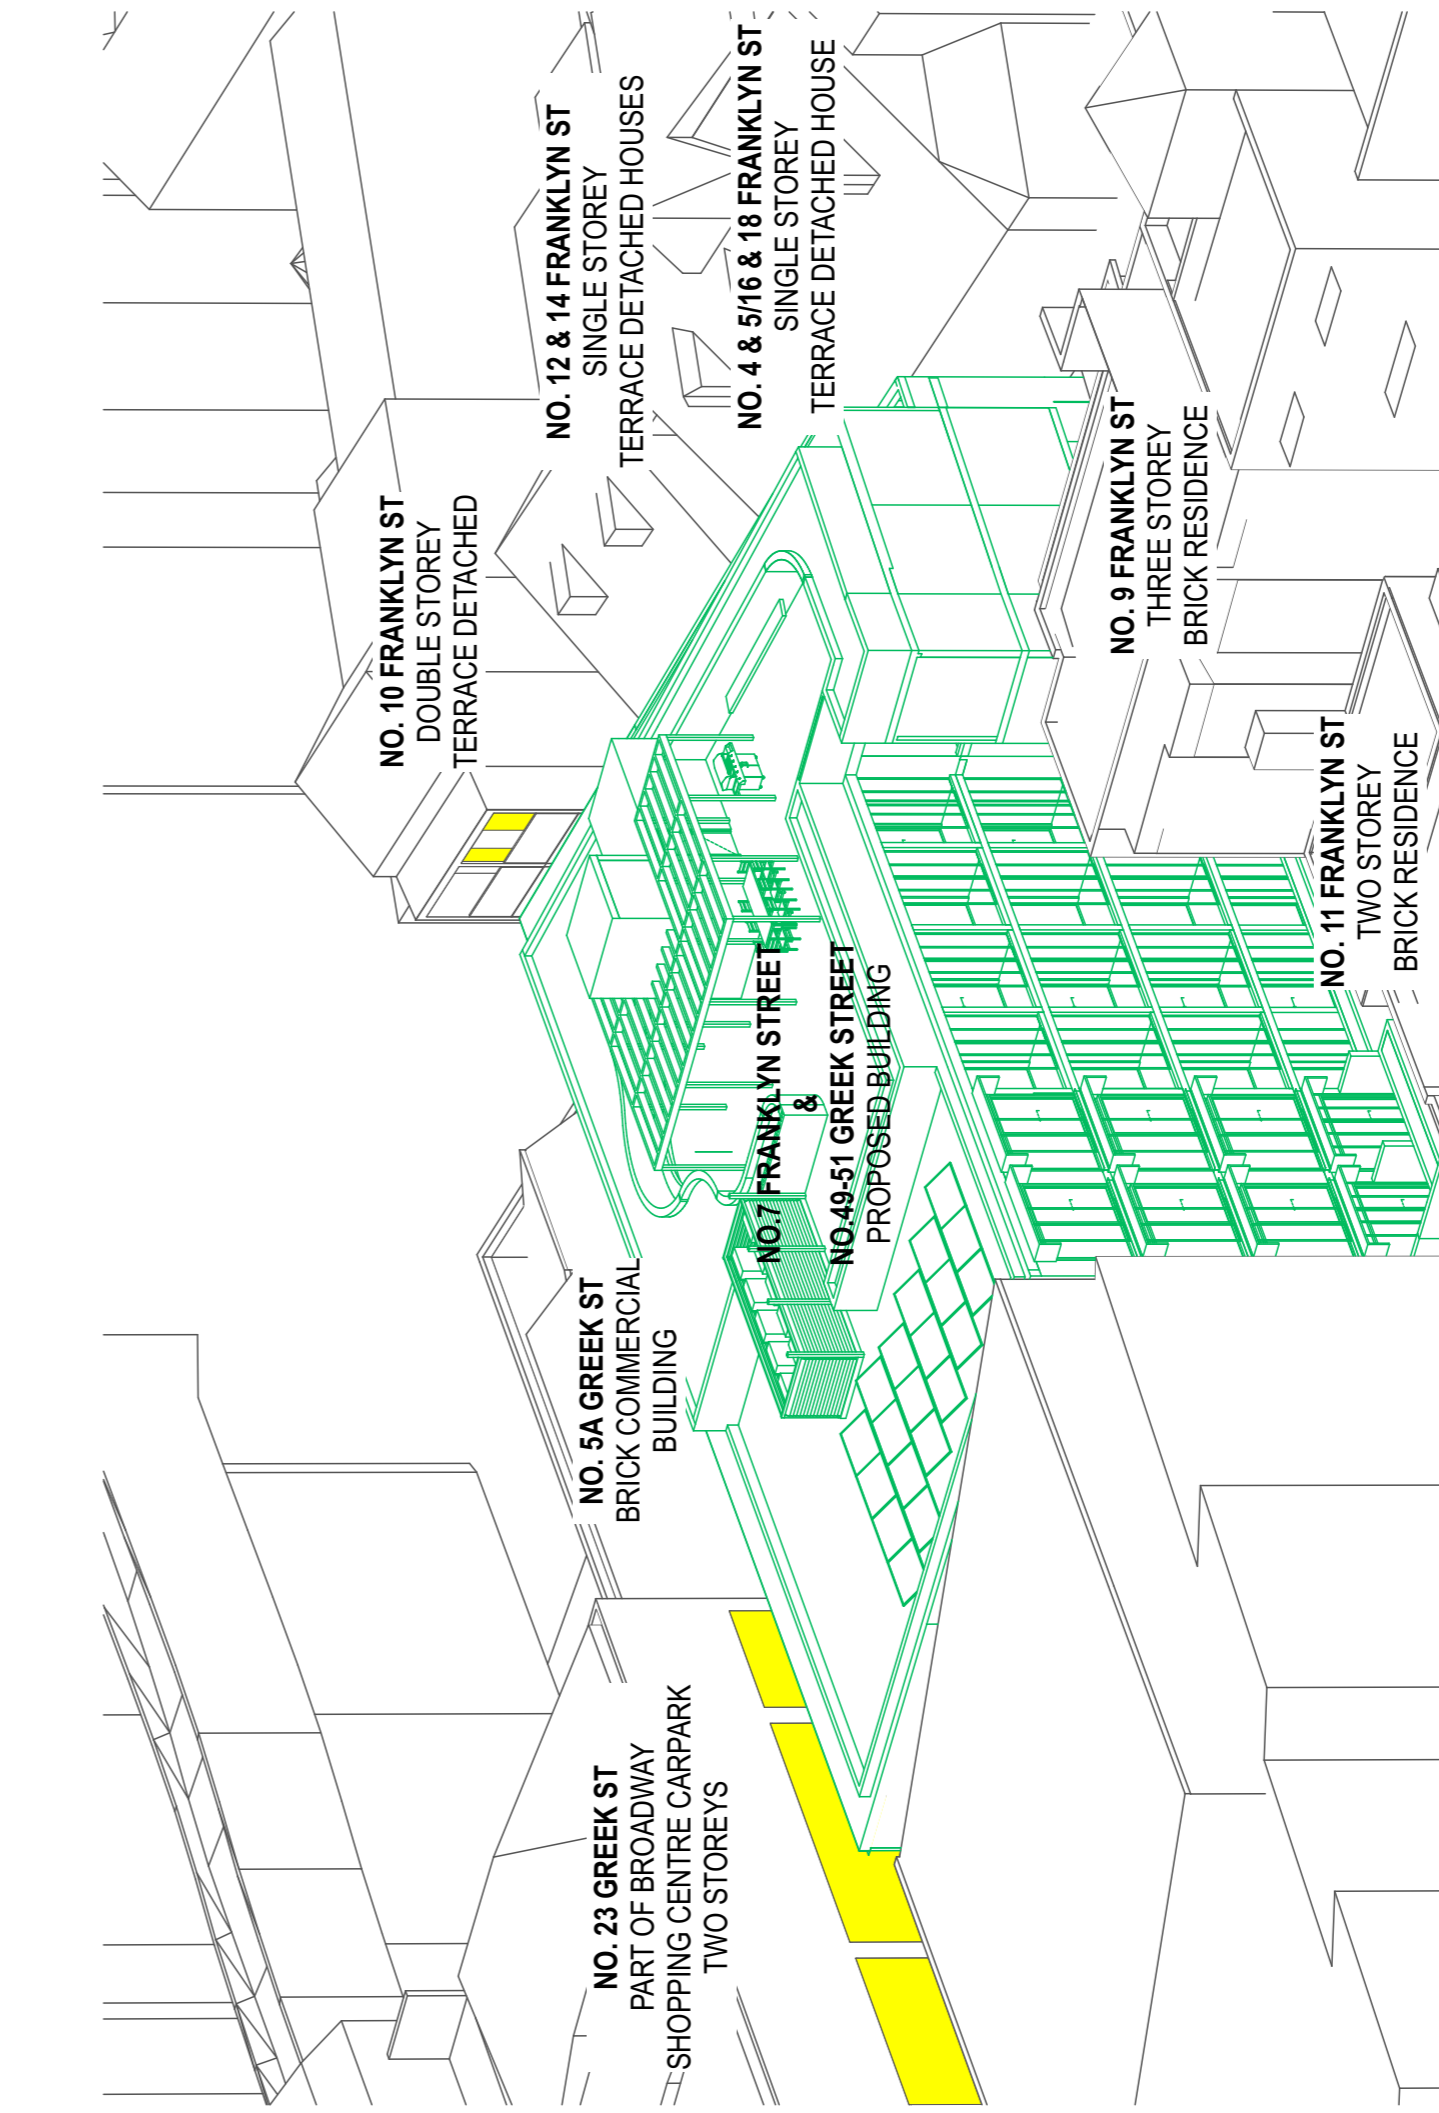 NO. 23 GREEK ST
PART OF BROADWAY
SHOPPING CENTRE CARPARK
TWO STOREYS
NO. 5A GREEK ST
BRICK COMMERCIAL
BUILDING
NO. 10 FRANKLYN ST
DOUBLE STOREY
TERRACE DETACHED
NO. 12 & 14 FRANKLYN ST
SINGLE STOREY
TERRACE DETACHED HOUSES
NO. 4 & 5/16 & 18 FRANKLYN ST
SINGLE STOREY
TERRACE DETACHED HOUSE
NO.7 FRANKLYN STREET
&
NO.49-51 GREEK STREET
PROPOSED BUILDING
NO. 9 FRANKLYN ST
THREE STOREY
BRICK RESIDENCE
NO. 11 FRANKLYN ST
TWO STOREY
BRICK RESIDENCE